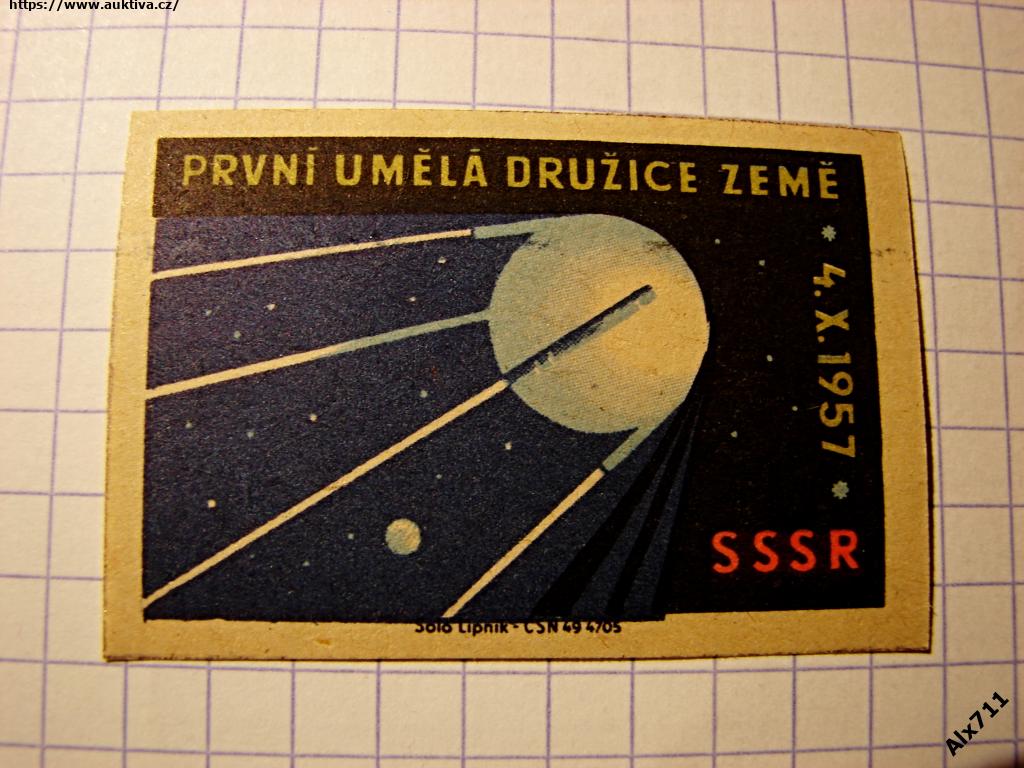 https://www.auktiva.cz/
PRVNÍ UMĚLÁ DRUŽICE ZEMĚ
* 4. X. 1957 *
SSSR
Solo Lipník - ČSN 49 4705
Alx711